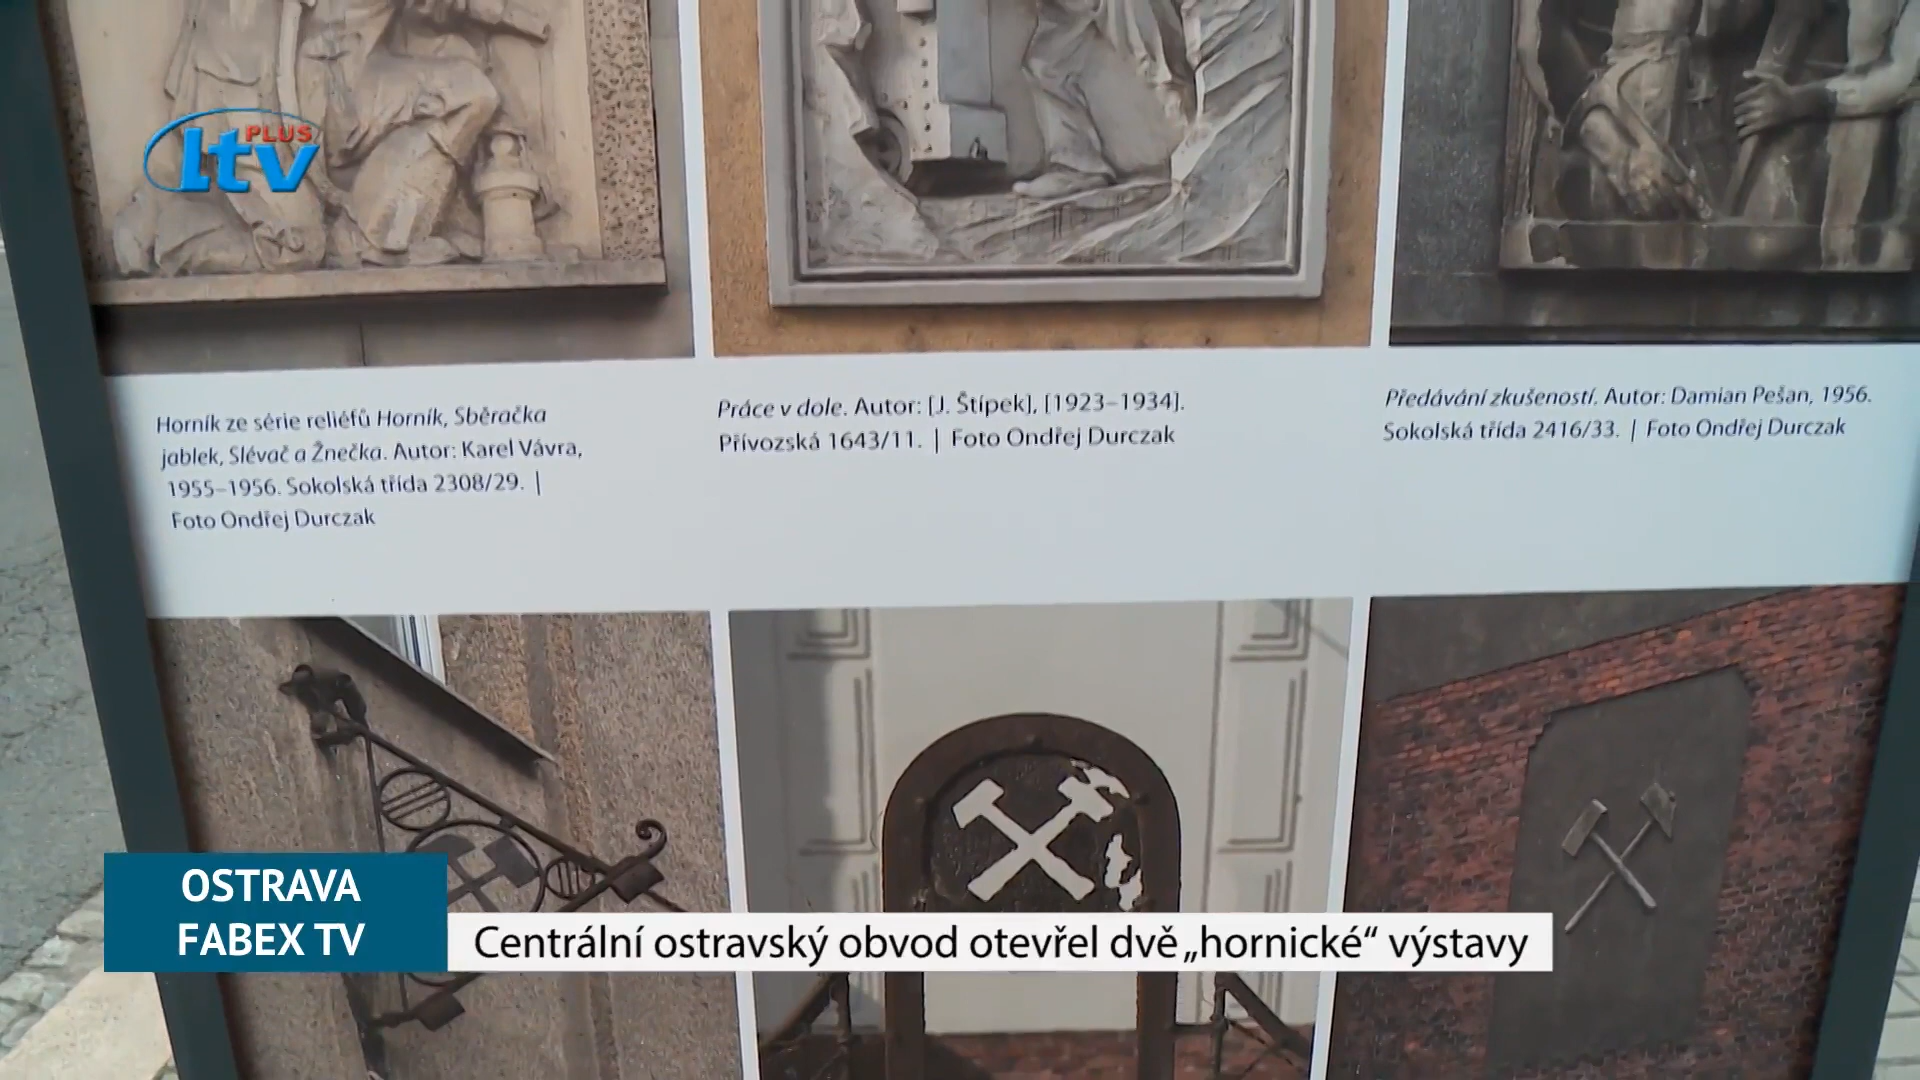 LTV PLUS
Horník ze série reliéfů Horník, Sběračka
jablek, Slévač a Žnečka. Autor: Karel Vávra,
1955–1956. Sokolská třída 2308/29. |
Foto Ondřej Durczak
Práce v dole. Autor: [J. Štípek], [1923–1934].
Přívozská 1643/11. | Foto Ondřej Durczak
Předávání zkušeností. Autor: Damian Pešan, 1956.
Sokolská třída 2416/33. | Foto Ondřej Durczak
OSTRAVA
FABEX TV
Centrální ostravský obvod otevřel dvě „hornické“ výstavy